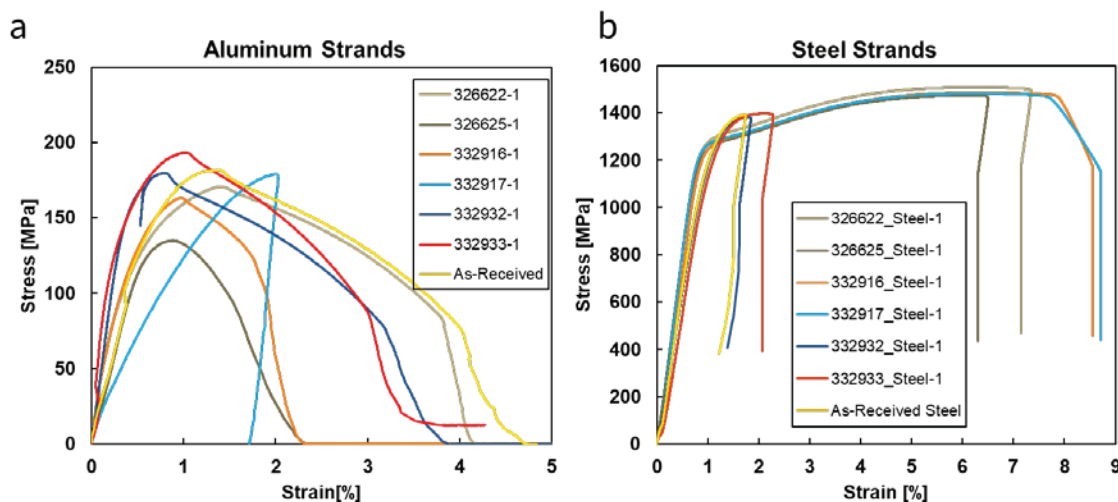 a
Aluminum Strands
250
200
150
100
50
0
0 1 2 3 4 5
Stress [MPa]
Strain[%]
326622-1
326625-1
332916-1
332917-1
332932-1
332933-1
As-Received
b
Steel Strands
1600
1400
1200
1000
800
600
400
200
0
0 1 2 3 4 5 6 7 8 9
Stress [MPa]
Strain [%]
326622_Steel-1
326625_Steel-1
332916_Steel-1
332917_Steel-1
332932_Steel-1
332933_Steel-1
As-Received Steel